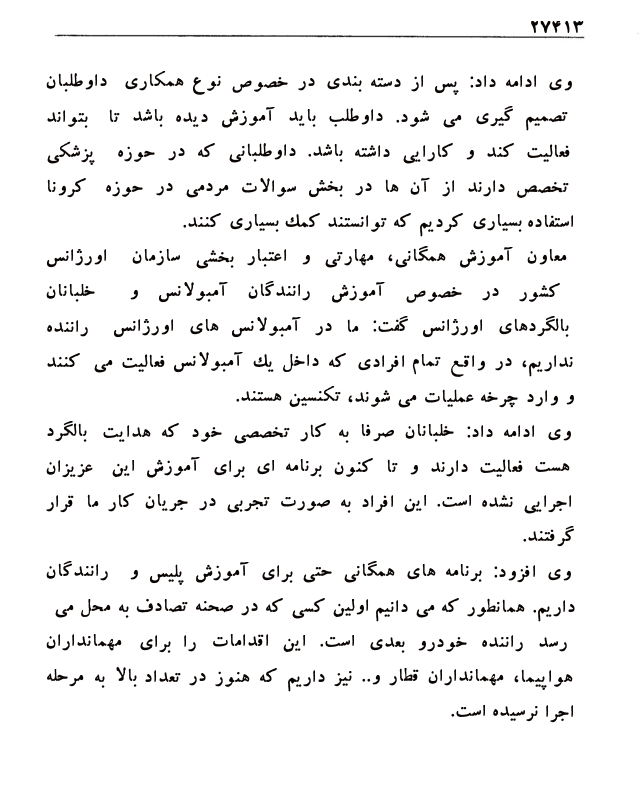 ۲۷۴۱۳
وی ادامه داد: پس از دسته بندی در خصوص نوع همکاری داوطلبان
تصمیم گیری می شود. داوطلب باید آموزش دیده باشد تا بتواند
فعالیت کند و کارایی داشته باشد. داوطلبانی که در حوزه پزشکی
تخصص دارند از آن ها در بخش سوالات مردمی در حوزه کرونا
استفاده بسیاری کردیم که توانستند کمك بسیاری کنند.
معاون آموزش همگانی، مهارتی و اعتبار بخشی سازمان اورژانس
کشور در خصوص آموزش رانندگان آمبولانس و خلبانان
بالگردهای اورژانس گفت: ما در آمبولانس های اورژانس راننده
نداریم، در واقع تمام افرادی که داخل یك آمبولانس فعالیت می کنند
و وارد چرخه عملیات می شوند، تکنسین هستند.
وی ادامه داد: خلبانان صرفا به کار تخصصی خود که هدایت بالگرد
هست فعالیت دارند و تا کنون برنامه ای برای آموزش این عزیزان
اجرایی نشده است. این افراد به صورت تجربی در جریان کار ما قرار
گرفتند.
وی افزود: برنامه های همگانی حتی برای آموزش پلیس و رانندگان
داریم. همانطور که می دانیم اولین کسی که در صحنه تصادف به محل می
رسد راننده خودرو بعدی است. این اقدامات را برای مهمانداران
هواپیما، مهمانداران قطار و.. نیز داریم که هنوز در تعداد بالا به مرحله
اجرا نرسیده است.